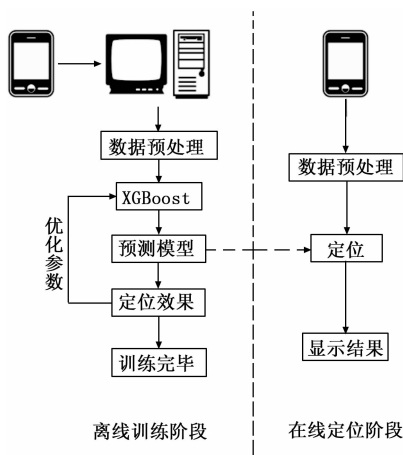 数据预处理
XGBoost
预测模型
定位效果
训练完毕
优化参数
离线训练阶段
数据预处理
定位
显示结果
在线定位阶段